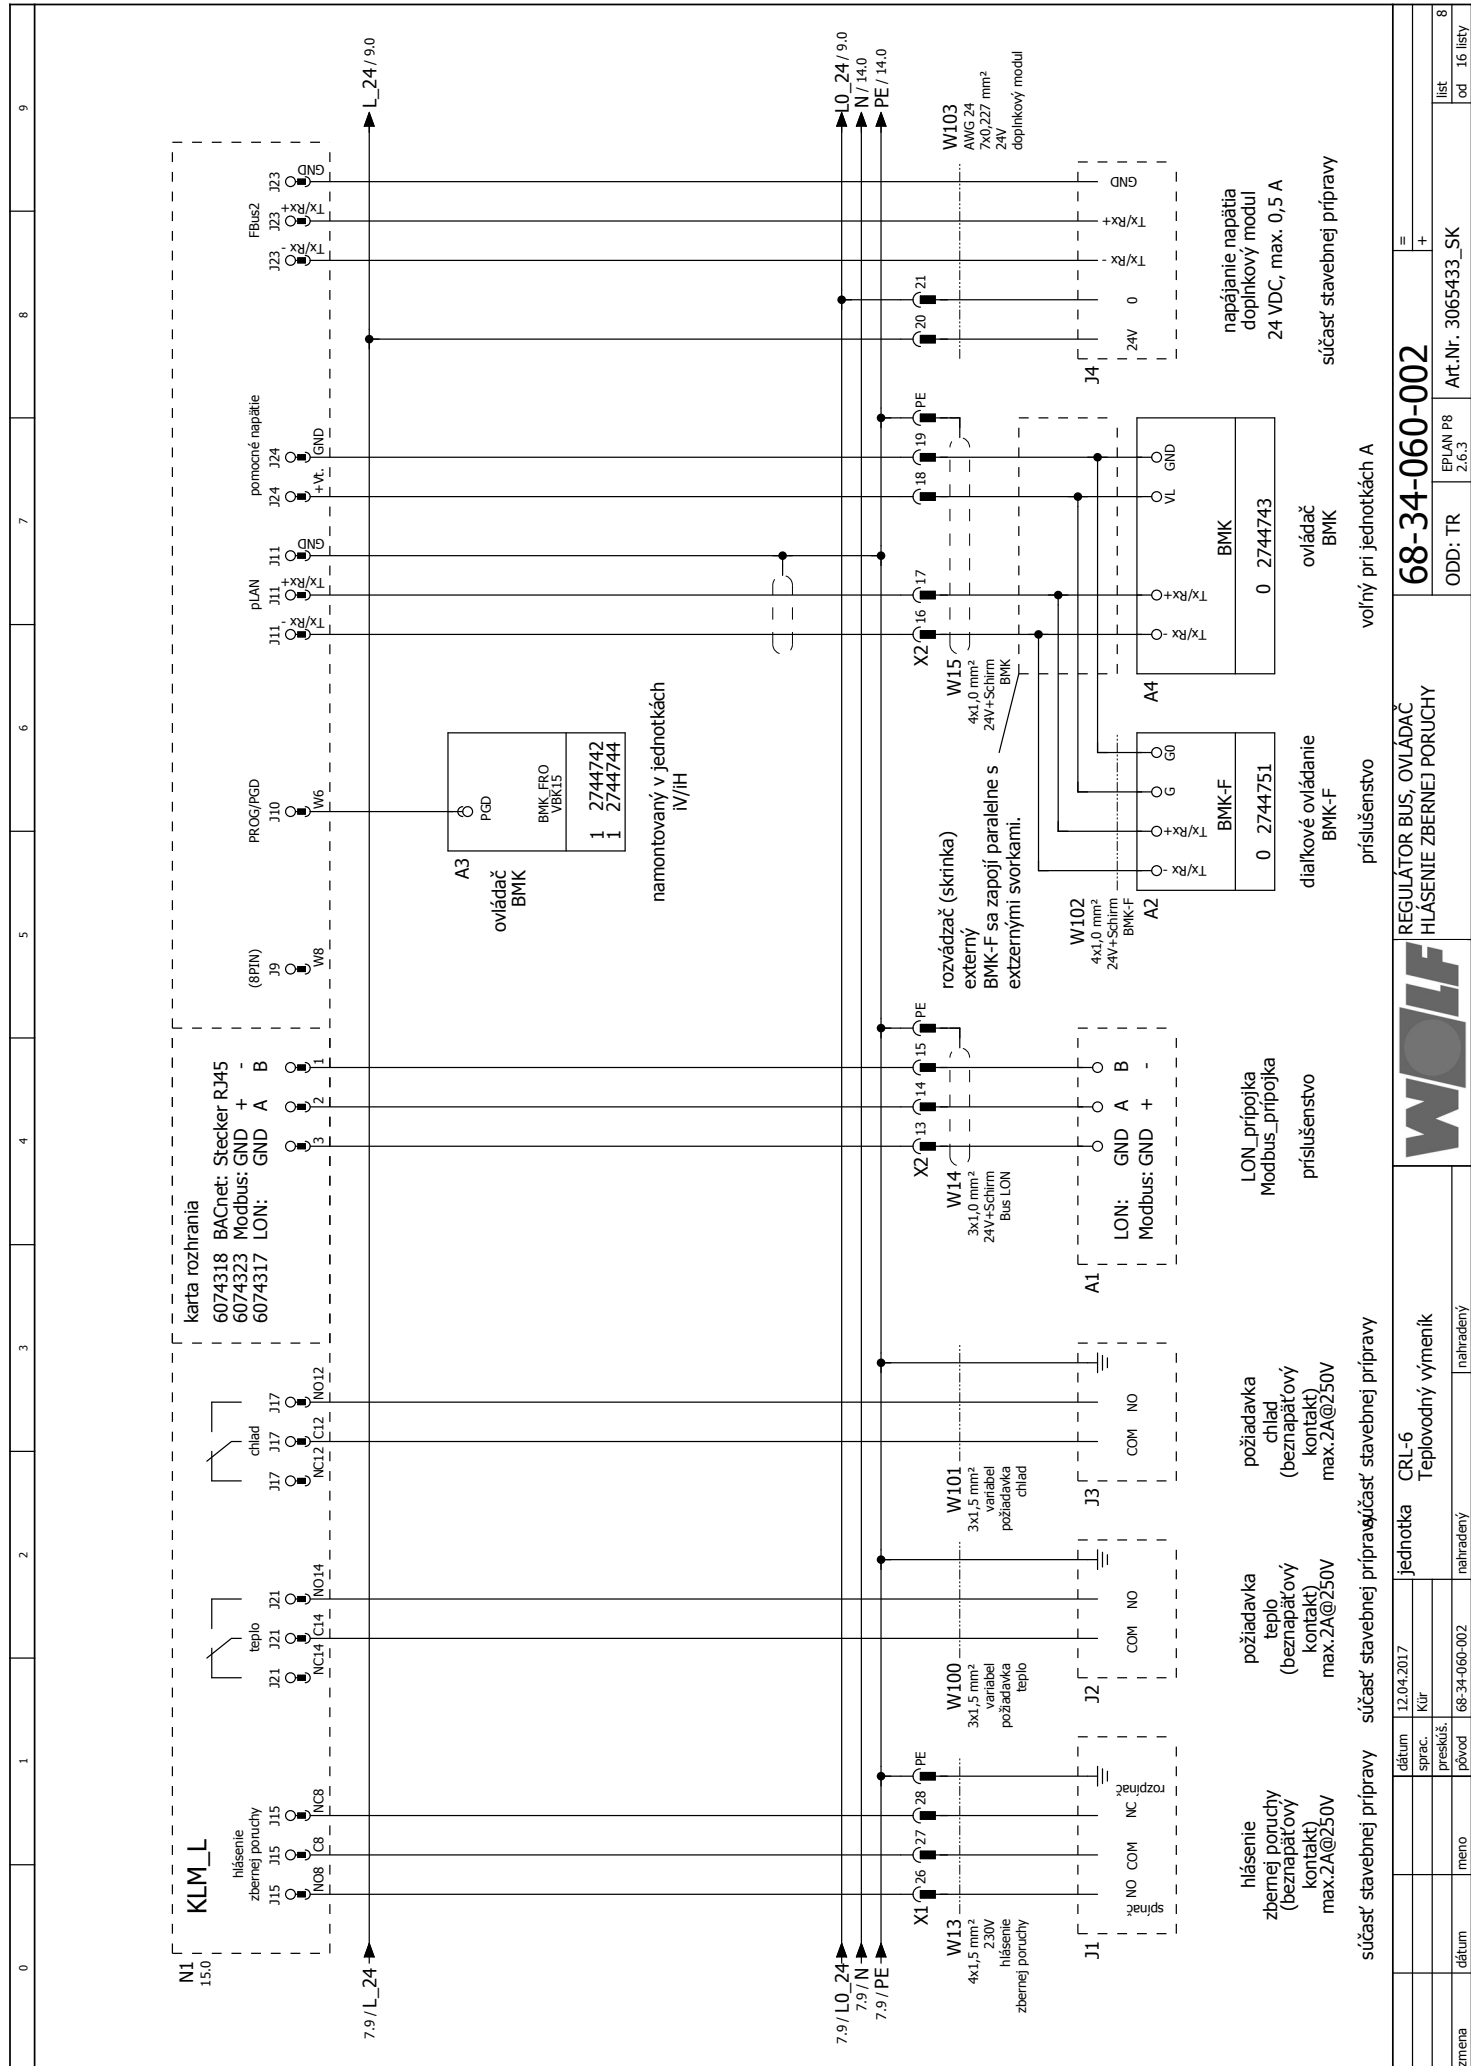 0 1 2 3 4 5 6 7 8 9
N1
15.0
KLM_L
hlásenie
zbernej poruchy
J15 J15 J15
NO8 C8 NC8
teplo
J21 J21 J21
NC14 C14 NO14
chlad
J17 J17 J17
NC12 C12 NO12
karta rozhrania
6074318 BACnet: Stecker RJ45
6074323 Modbus: GND + -
6074317 LON: GND A B
3 2 1
(8PIN)
J9
W8
PROG/PGD
J10
W6
pLAN
J11 J11 J11
Tx/Rx - Tx/Rx+ GND
pomocné napätie
J24 J24
+Vt. GND
FBus2
J23 J23 J23
Tx/Rx - Tx/Rx+ GND
7.9 / L_24
L_24 / 9.0
A3
ovládač
BMK
PGD
BMK_FRO
VBK15
1 2744742
1 2744744
namontovaný v jednotkách
iV/iH
7.9 / L0_24
7.9 / N
7.9 / PE
L0_24 / 9.0
N / 14.0
PE / 14.0
X1 26 27 28 PE
X2 13 14 15 PE
X2 16 17 18 19 PE
20 21
W13
4x1,5 mm²
230V
hlásenie
zbernej poruchy
W100
3x1,5 mm²
variabel
požiadavka
teplo
W101
3x1,5 mm²
variabel
požiadavka
chlad
W14
3x1,0 mm²
24V+Schirm
Bus LON
rozvádzač (skrinka)
externý
BMK-F sa zapojí paralelne s
extzernými svorkami.
W15
4x1,0 mm²
24V+Schirm
BMK
W102
4x1,0 mm²
24V+Schirm
BMK-F
W103
AWG 24
7x0,227 mm²
24V
doplnkový modul
J1
NO COM NC
spínač rozpínač
J2
COM NO
J3
COM NO
A1
LON: GND A B
Modbus: GND + -
A2
Tx/Rx - Tx/Rx+ G G0
BMK-F
0 2744751
A4
Tx/Rx - Tx/Rx+ VL GND
BMK
0 2744743
J4
24V 0 Tx/Rx - Tx/Rx+ GND
hlásenie
zbernej poruchy
(beznapäťový
kontakt)
max.2A@250V
súčasť stavebnej prípravy
požiadavka
teplo
(beznapäťový
kontakt)
max.2A@250V
súčasť stavebnej prípravy
požiadavka
chlad
(beznapäťový
kontakt)
max.2A@250V
súčasť stavebnej prípravy
LON_prípojka
Modbus_prípojka
príslušenstvo
diaľkové ovládanie
BMK-F
príslušenstvo
ovládač
BMK
voľný pri jednotkách A
napájanie napätia
doplnkový modul
24 VDC, max. 0,5 A
súčasť stavebnej prípravy
zmena dátum meno
dátum 12.04.2017
sprac. Kür
preskúš.
pôvod 68-34-060-002
jednotka CRL-6
Teplovodný výmeník
nahradený nahradený
WOLF
REGULÁTOR BUS, OVLÁDAČ
HLÁSENIE ZBERNEJ PORUCHY
68-34-060-002
=
+
ODD: TR
EPLAN P8
2.6.3
Art.Nr. 3065433_SK
list 8
od 16 listy